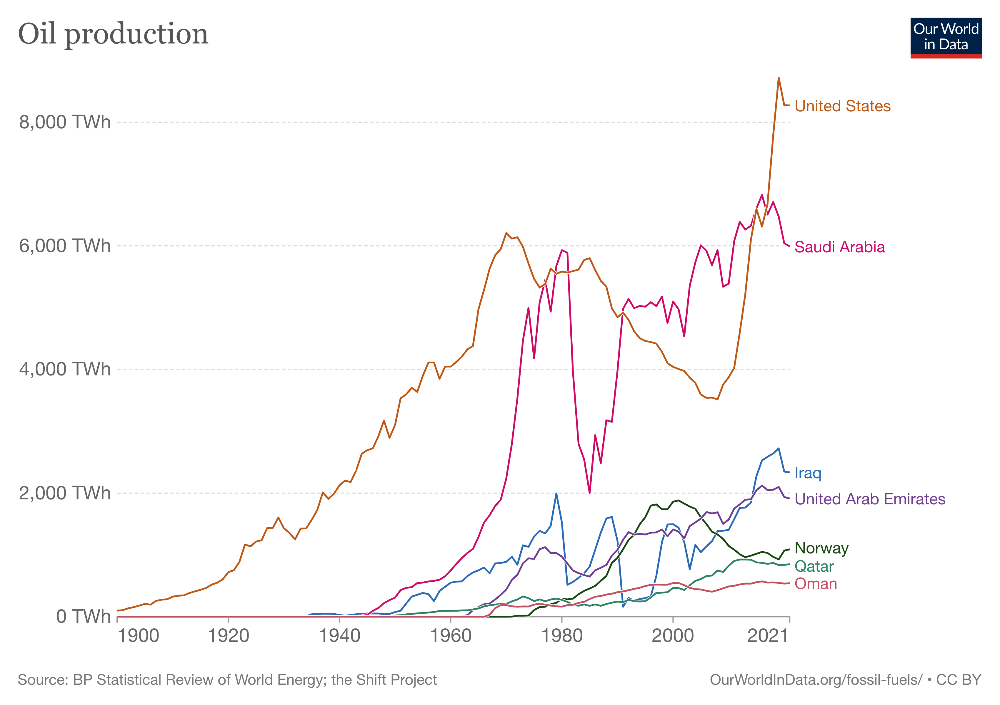 Oil production
Our World
in Data
8,000 TWh
6,000 TWh
4,000 TWh
2,000 TWh
0 TWh
United States
Saudi Arabia
Iraq
United Arab Emirates
Norway
Qatar
Oman
1900 1920 1940 1960 1980 2000 2021
Source: BP Statistical Review of World Energy; the Shift Project
OurWorldInData.org/fossil-fuels/ • CC BY